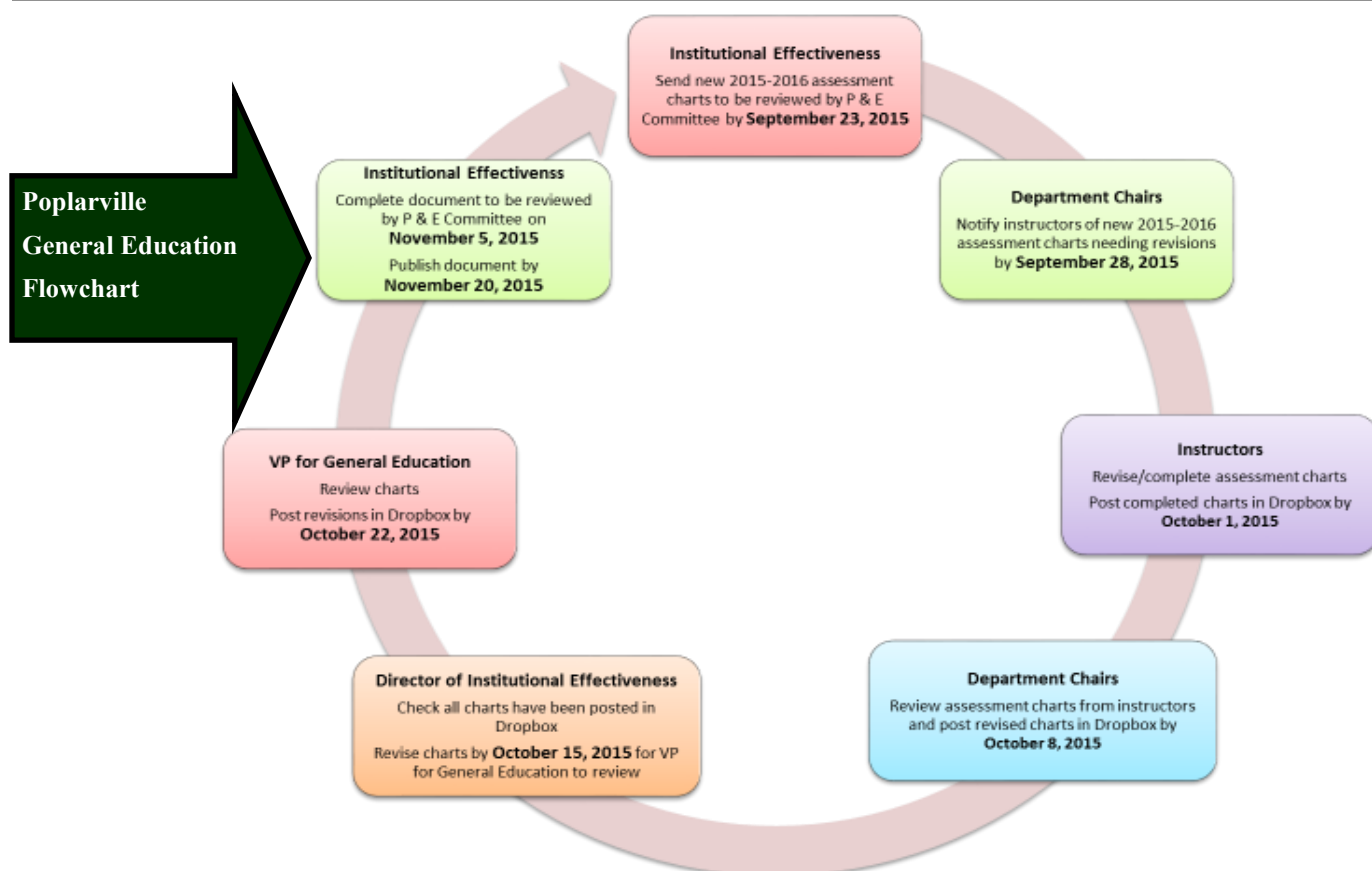 Poplarville
General Education
Flowchart
Institutional Effectiveness
Send new 2015-2016 assessment
charts to be reviewed by P & E
Committee by September 23, 2015
Department Chairs
Notify instructors of new 2015-2016
assessment charts needing revisions
by September 28, 2015
Instructors
Revise/complete assessment charts
Post completed charts in Dropbox by
October 1, 2015
Department Chairs
Review assessment charts from instructors
and post revised charts in Dropbox by
October 8, 2015
Director of Institutional Effectiveness
Check all charts have been posted in
Dropbox
Revise charts by October 15, 2015 for VP
for General Education to review
VP for General Education
Review charts
Post revisions in Dropbox by
October 22, 2015
Institutional Effectivenss
Complete document to be reviewed
by P & E Committee on
November 5, 2015
Publish document by
November 20, 2015